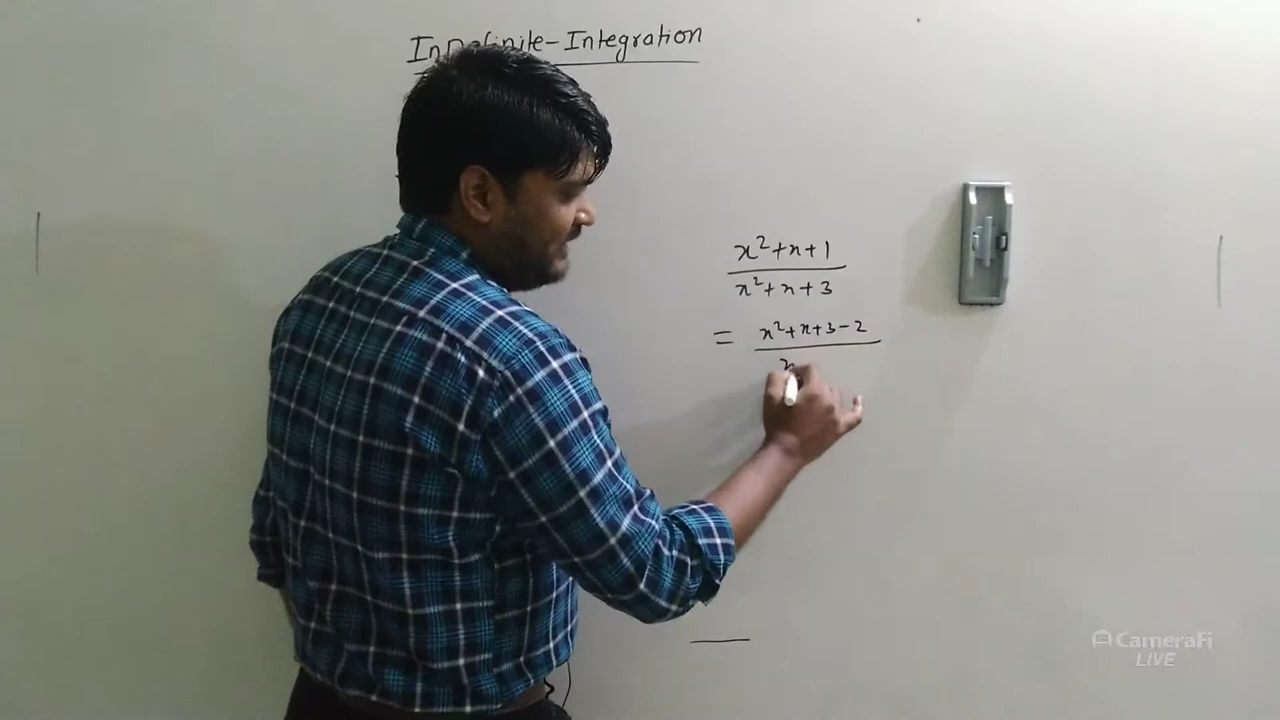 InDefinite-Integration
x²+x+1
x²+x+3
= x²+x+3-2
x
CameraFi
LIVE